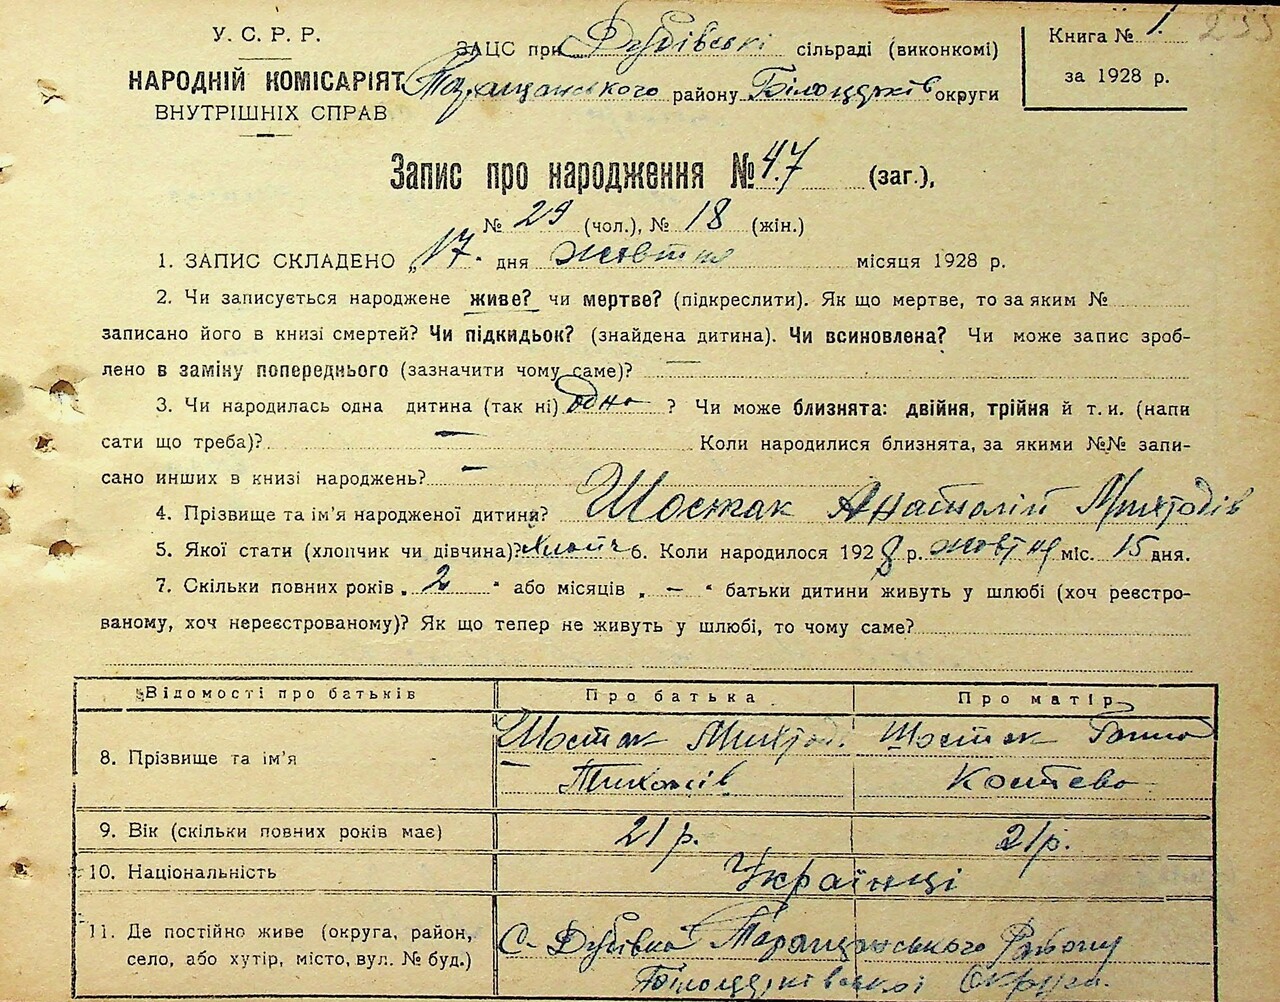 У. С. Р. Р.
НАРОДНІЙ КОМІСАРІЯТ
ВНУТРІШНІХ СПРАВ
ЗАЦС при Дубівські сільраді (виконкомі)
Таращанського району Білоцерків округи
Книга № 1
за 1928 р.
233
Запис про народження № 47 (заг.),
№ 29 (чол.), № 18 (жін.)
1. ЗАПИС СКЛАДЕНО „17. дня жовтня місяця 1928 р.
2. Чи записується народжене живе? чи мертве? (підкреслити). Як що мертве, то за яким №
записано його в книзі смертей? Чи підкидьок? (знайдена дитина). Чи всиновлена? Чи може запис зроб-
лено в заміну попереднього (зазначити чому саме)? —
3. Чи народилась одна дитина (так ні) одна ? Чи може близнята: двійня, трійня й т. и. (напи
сати що треба)? — Коли народилися близнята, за якими №№ запи-
сано инших в книзі народжень? —
4. Прізвище та ім'я народженої дитини? Шостак Анатолій
5. Якої стати (хлопчик чи дівчина)? хлопч 6. Коли народилося 1928 р. жовтня міс. 15 дня.
7. Скільки повних років „ 2 " або місяців „ — " батьки дитини живуть у шлюбі (хоч реєстро-
ваному, хоч нереєстрованому)? Як що тепер не живуть у шлюбі, то чому саме?
Відомості про батьків Про батька Про матір
8. Прізвище та ім'я Шостак Шостак Ганна
Костева
9. Вік (скільки повних років має) 21 р. 21 р.
10. Національність Українці
11. Де постійно живе (округа, район, С. Дубівка Таращанського Району
село, або хутір, місто, вул. № буд.) Білоцерківської Округи.